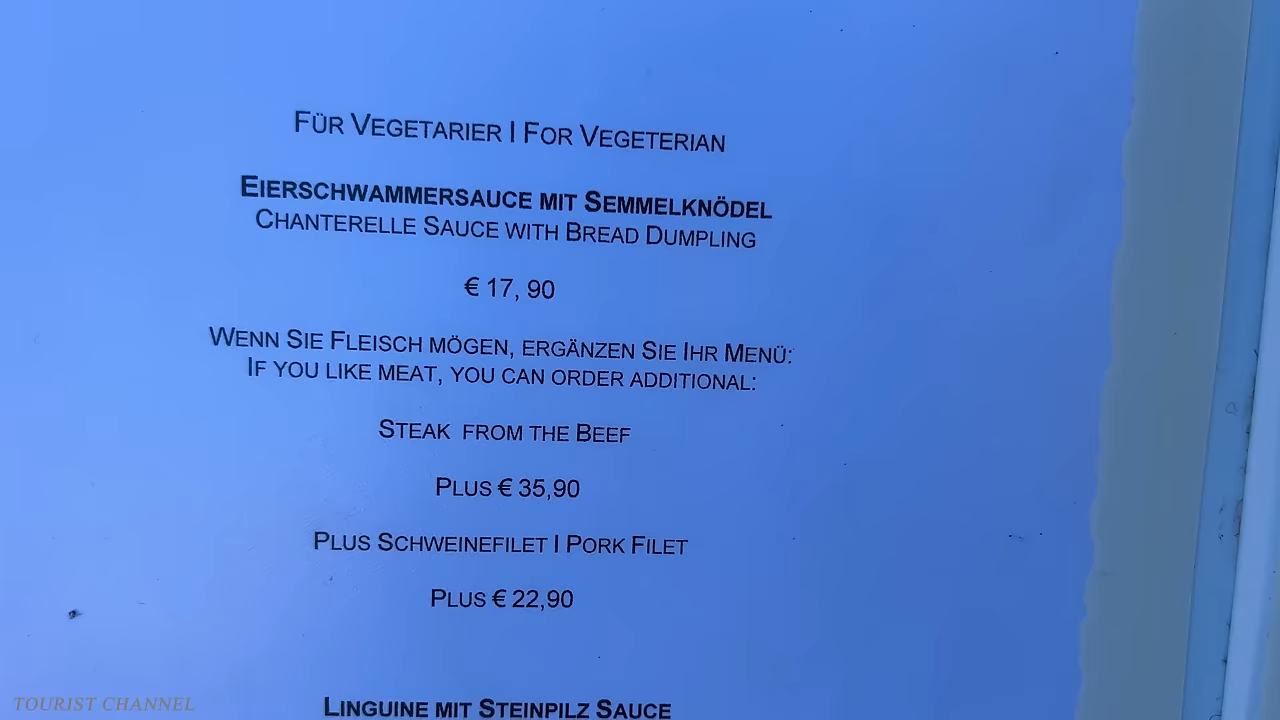 FÜR VEGETARIER I FOR VEGETERIAN
EIERSCHWAMMERSAUCE MIT SEMMELKNÖDEL
CHANTERELLE SAUCE WITH BREAD DUMPLING
€ 17, 90
WENN SIE FLEISCH MÖGEN, ERGÄNZEN SIE IHR MENÜ:
IF YOU LIKE MEAT, YOU CAN ORDER ADDITIONAL:
STEAK FROM THE BEEF
PLUS € 35,90
PLUS SCHWEINEFILET I PORK FILET
PLUS € 22,90
LINGUINE MIT STEINPILZ SAUCE
TOURIST CHANNEL